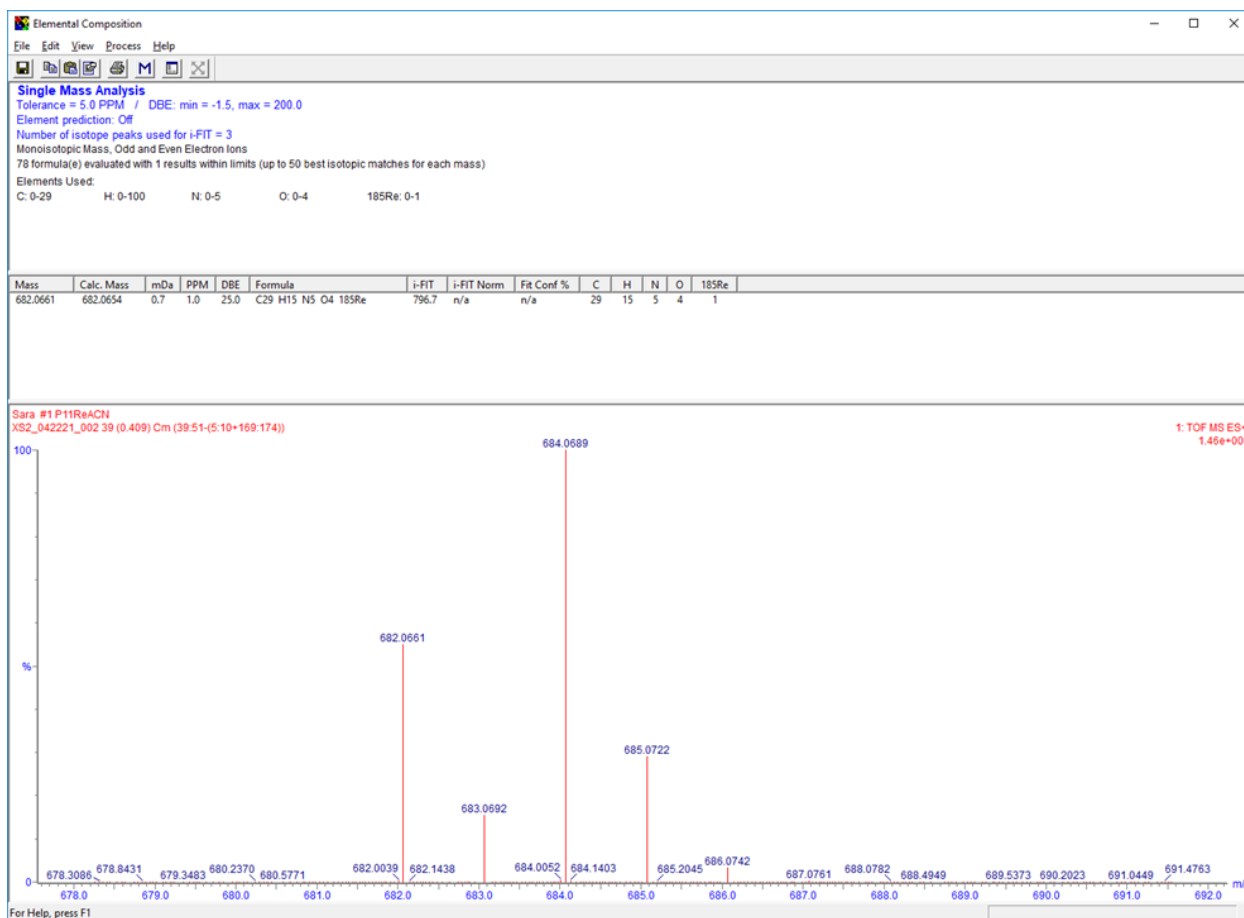 Elemental Composition
File Edit View Process Help
M
Single Mass Analysis
Tolerance = 5.0 PPM / DBE: min = -1.5, max = 200.0
Element prediction: Off
Number of isotope peaks used for i-FIT = 3
Monoisotopic Mass, Odd and Even Electron Ions
78 formula(e) evaluated with 1 results within limits (up to 50 best isotopic matches for each mass)
Elements Used:
C: 0-29 H: 0-100 N: 0-5 O: 0-4 185Re: 0-1
Mass Calc. Mass mDa PPM DBE Formula i-FIT i-FIT Norm Fit Conf % C H N O 185Re
682.0661 682.0654 0.7 1.0 25.0 C29 H15 N5 O4 185Re 796.7 n/a n/a 29 15 5 4 1
Sara #1 P11ReACN
XS2_042221_002 39 (0.409) Cm (39:51-(5:10+169:174))
1: TOF MS ES+
1.46e+00
100
684.0689
682.0661
%
683.0692
685.0722
678.3086 678.8431 679.3483 680.2370 680.5771 682.0039 682.1438 684.0052 684.1403 685.2045 686.0742 687.0761 688.0782 688.4949 689.5373 690.2023 691.0449 691.4763
0
678.0 679.0 680.0 681.0 682.0 683.0 684.0 685.0 686.0 687.0 688.0 689.0 690.0 691.0 692.0
For Help, press F1